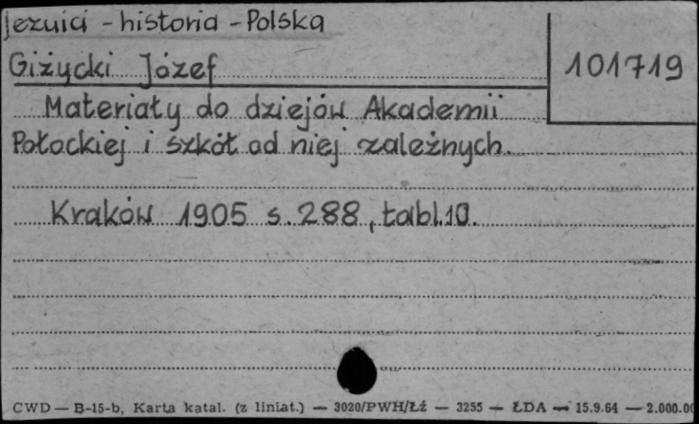 Jezuici - historia - Polska
Giżycki Józef
101719
Materiały do dziejów Akademii
Połockiej i szkół od niej zależnych.
Kraków 1905 s. 288, tabl. 10.
CWD — B-15-b, Karta katal. (z liniat.) — 3020/PWH/Łź — 3255 — ŁDA — 15.9.64 — 2.000.00